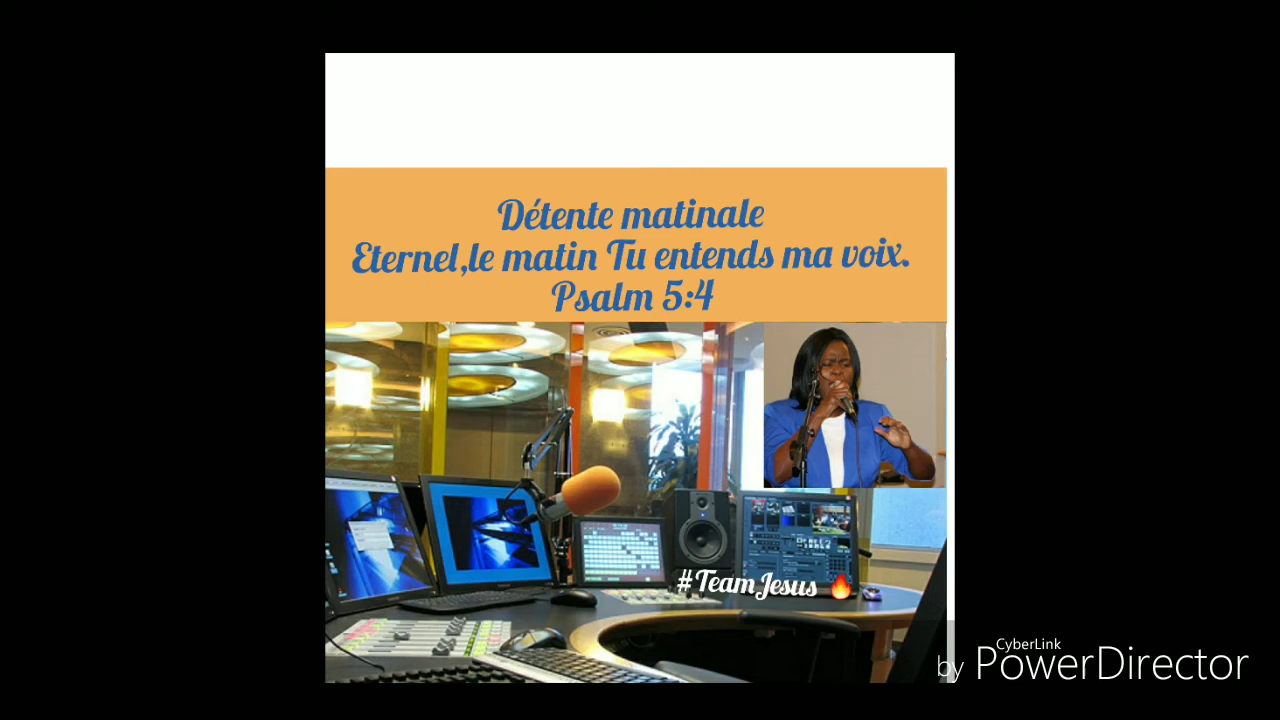 Détente matinale
Eternel,le matin Tu entends ma voix.
Psalm 5:4
#TeamJesus 🔥
CyberLink
by PowerDirector